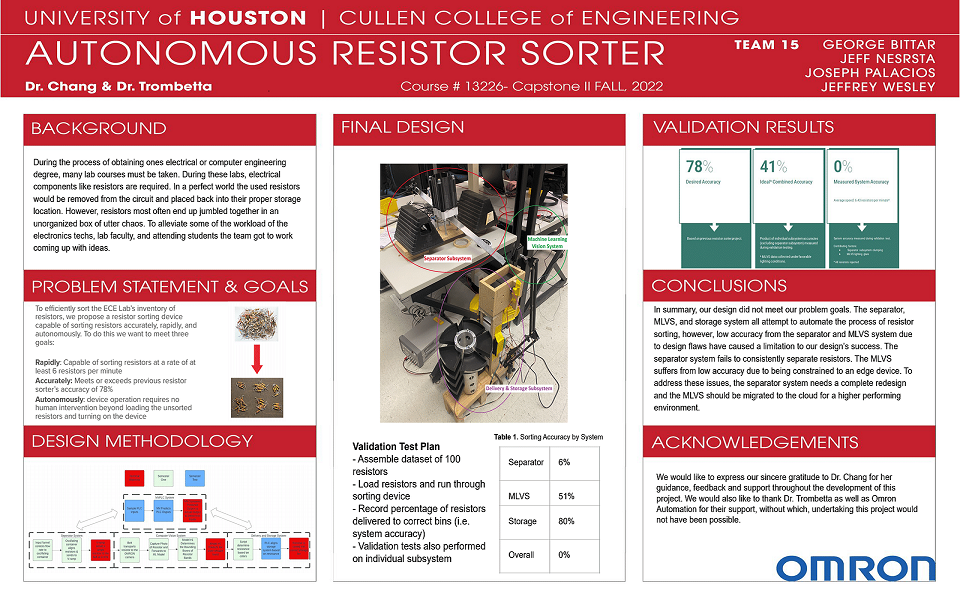 UNIVERSITY of HOUSTON | CULLEN COLLEGE of ENGINEERING
AUTONOMOUS RESISTOR SORTER
TEAM 15 GEORGE BITTAR
JEFF NESRSTA
JOSEPH PALACIOS
JEFFREY WESLEY
Dr. Chang & Dr. Trombetta
Course # 13226- Capstone II FALL, 2022
BACKGROUND
During the process of obtaining ones electrical or computer engineering
degree, many lab courses must be taken. During these labs, electrical
components like resistors are required. In a perfect world the used resistors
would be removed from the circuit and placed back into their proper storage
location. However, resistors most often end up jumbled together in an
unorganized box of utter chaos. To alleviate some of the workload of the
electronics techs, lab faculty, and attending students the team got to work
coming up with ideas.
PROBLEM STATEMENT & GOALS
To efficiently sort the ECE Lab's inventory of
resistors, we propose a resistor sorting device
capable of sorting resistors accurately, rapidly, and
autonomously. To do this we want to meet three
goals:
Rapidly: Capable of sorting resistors at a rate of at
least 6 resistors per minute
Accurately: Meets or exceeds previous resistor
sorter's accuracy of 78%
Autonomously: device operation requires no
human intervention beyond loading the unsorted
resistors and turning on the device
DESIGN METHODOLOGY
FINAL DESIGN
Separator Subsystem
Machine Learning
Vision System
Delivery & Storage Subsystem
Validation Test Plan
- Assemble dataset of 100
resistors
- Load resistors and run through
sorting device
- Record percentage of resistors
delivered to correct bins (i.e.
system accuracy)
- Validation tests also performed
on individual subsystem
Table 1. Sorting Accuracy by System
Separator 6%
MLVS 51%
Storage 80%
Overall 0%
VALIDATION RESULTS
78%
Desired Accuracy
41%
Ideal* Combined Accuracy
0%
Measured System Accuracy
CONCLUSIONS
In summary, our design did not meet our problem goals. The separator,
MLVS, and storage system all attempt to automate the process of resistor
sorting, however, low accuracy from the separator and MLVS system due
to design flaws have caused a limitation to our design's success. The
separator system fails to consistently separate resistors. The MLVS
suffers from low accuracy due to being constrained to an edge device. To
address these issues, the separator system needs a complete redesign
and the MLVS should be migrated to the cloud for a higher performing
environment.
ACKNOWLEDGEMENTS
We would like to express our sincere gratitude to Dr. Chang for her
guidance, feedback and support throughout the development of this
project. We would also like to thank Dr. Trombetta as well as Omron
Automation for their support, without which, undertaking this project would
not have been possible.
OMRON